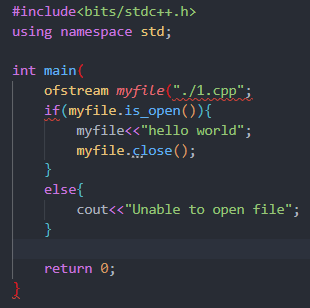 #include<bits/stdc++.h>
using namespace std;

int main(
    ofstream myfile("./1.cpp";
    if(myfile.is_open()){
        myfile<<"hello world";
        myfile.close();
    }
    else{
        cout<<"Unable to open file";
    }

    return 0;
}